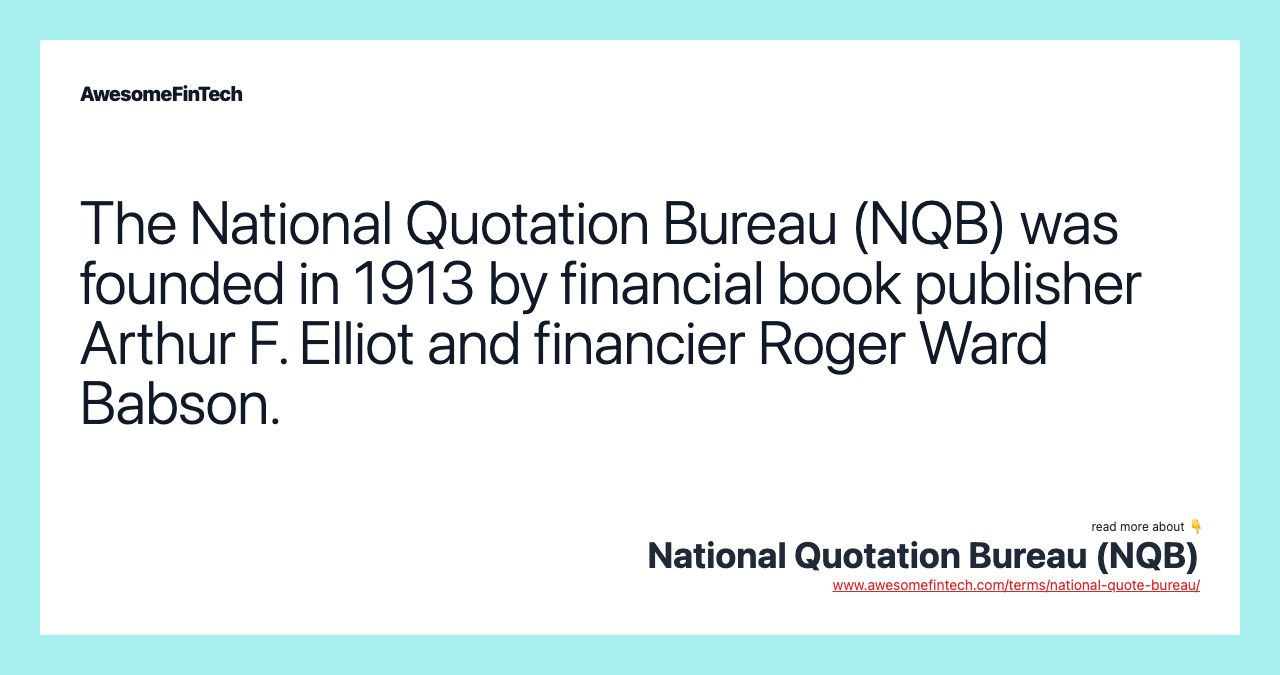 AwesomeFinTech
The National Quotation Bureau (NQB) was
founded in 1913 by financial book publisher
Arthur F. Elliot and financier Roger Ward
Babson.
read more about 👇
National Quotation Bureau (NQB)
www.awesomefintech.com/terms/national-quote-bureau/